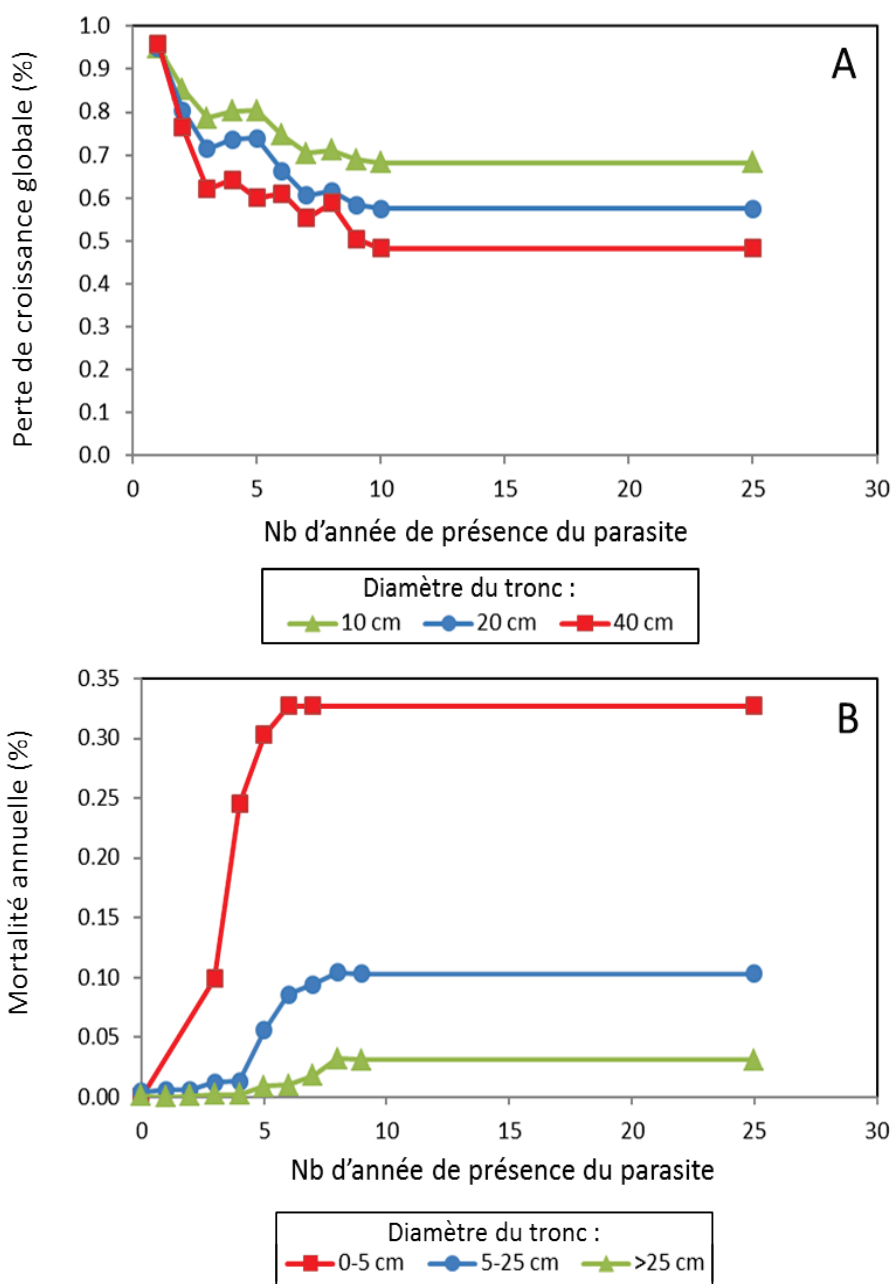 A
Perte de croissance globale (%)
1.0
0.9
0.8
0.7
0.6
0.5
0.4
0.3
0.2
0.1
0.0
0 5 10 15 20 25 30
Nb d'année de présence du parasite
Diamètre du tronc :
10 cm 20 cm 40 cm
B
Mortalité annuelle (%)
0.35
0.30
0.25
0.20
0.15
0.10
0.05
0.00
0 5 10 15 20 25 30
Nb d'année de présence du parasite
Diamètre du tronc :
0-5 cm 5-25 cm >25 cm